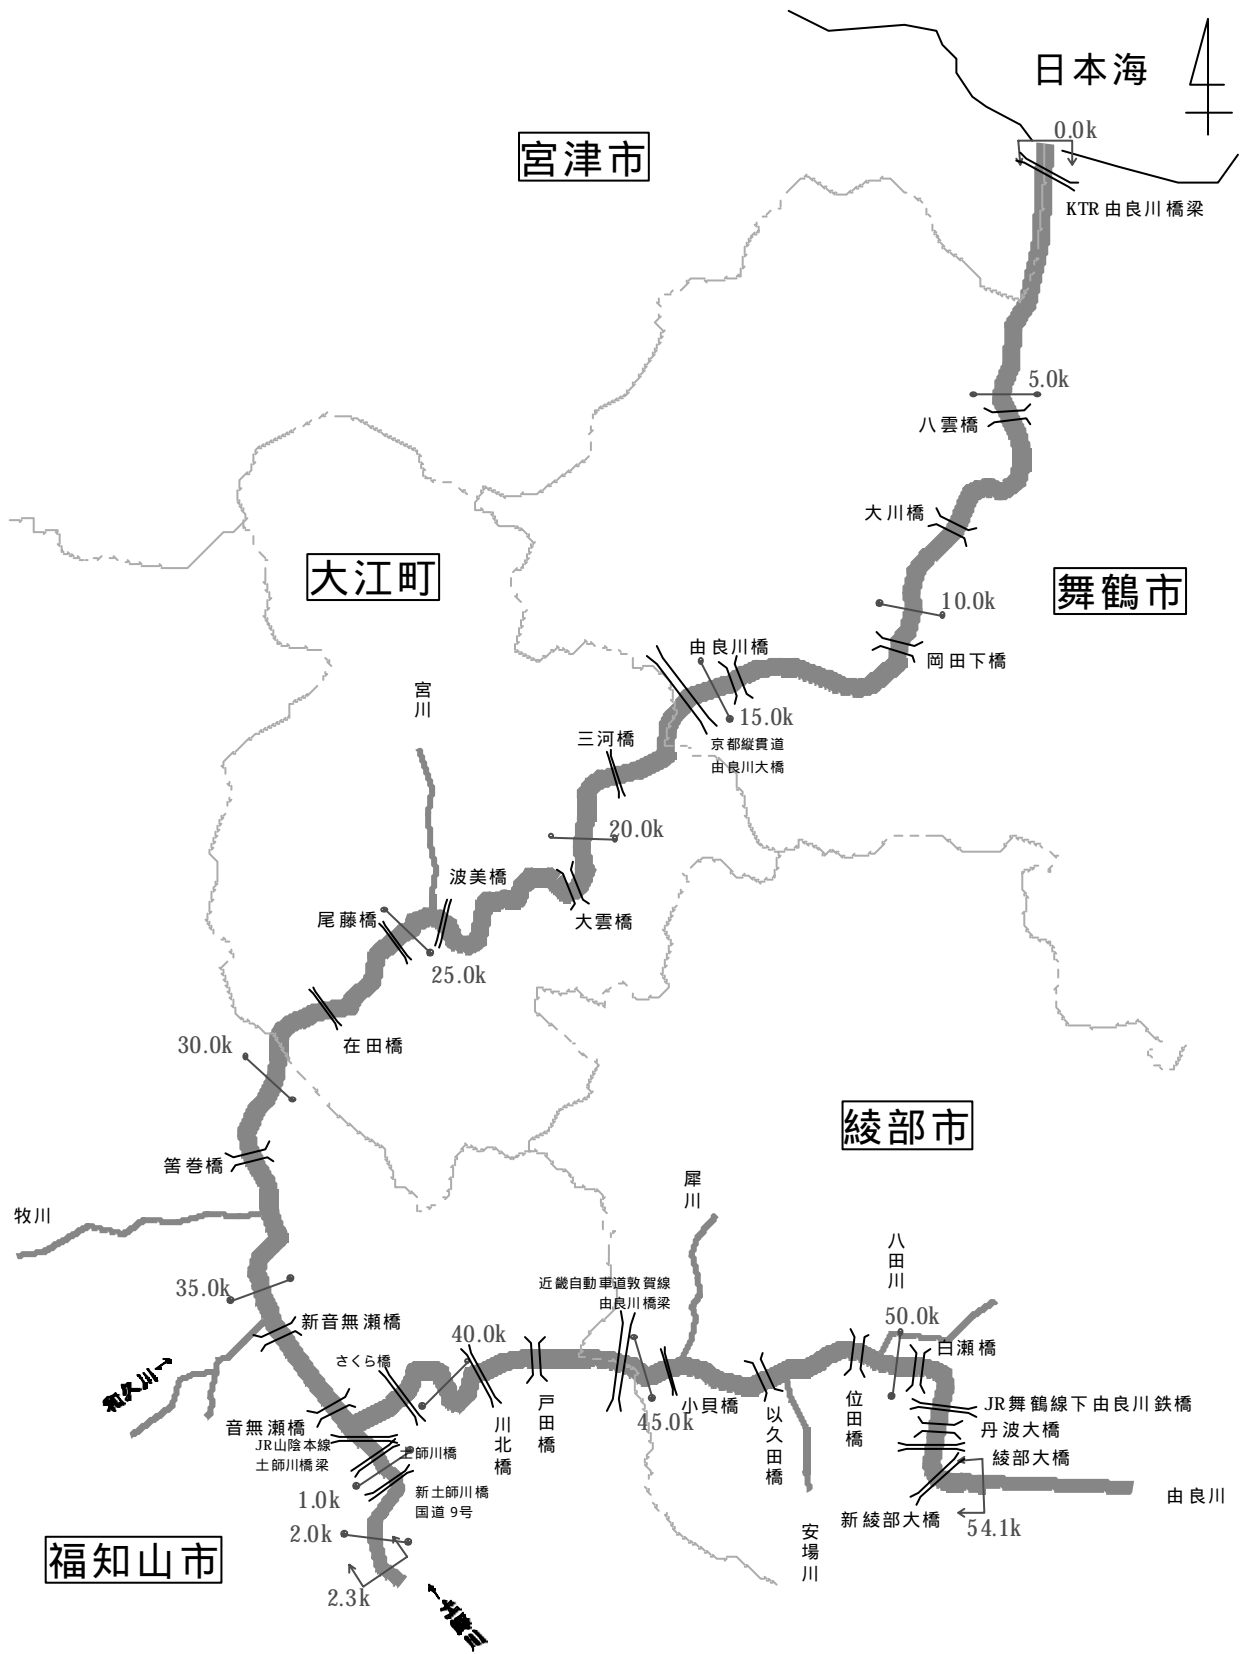 日本海
0.0k
宮津市
KTR 由良川橋梁
5.0k
八雲橋
大川橋
大江町
舞鶴市
10.0k
岡田下橋
由良川橋
15.0k
宮川
三河橋
京都縦貫道
由良川大橋
20.0k
波美橋
尾藤橋
大雲橋
25.0k
在田橋
30.0k
綾部市
筈巻橋
牧川
犀川
八田川
35.0k
近畿自動車道敦賀線
由良川橋梁
新音無瀬橋
50.0k
40.0k
白瀬橋
さくら橋
和久川→
戸田橋
小貝橋
45.0k
位田橋
JR舞鶴線下由良川鉄橋
音無瀬橋
川北橋
以久田橋
丹波大橋
JR山陰本線
土師川橋梁
土師川橋
綾部大橋
1.0k
新土師川橋
国道 9号
由良川
新綾部大橋
54.1k
2.0k
安場川
福知山市
2.3k
←土師川